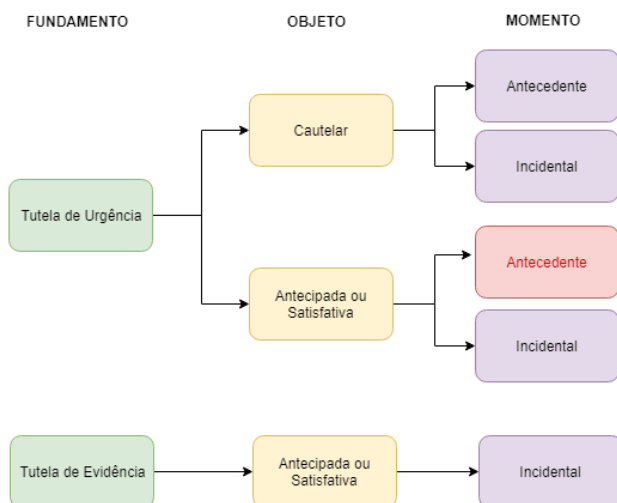 FUNDAMENTO
OBJETO
MOMENTO
Antecedente
Cautelar
Incidental
Tutela de Urgência
Antecedente
Antecipada ou
Satisfativa
Incidental
Tutela de Evidência
Antecipada ou
Satisfativa
Incidental